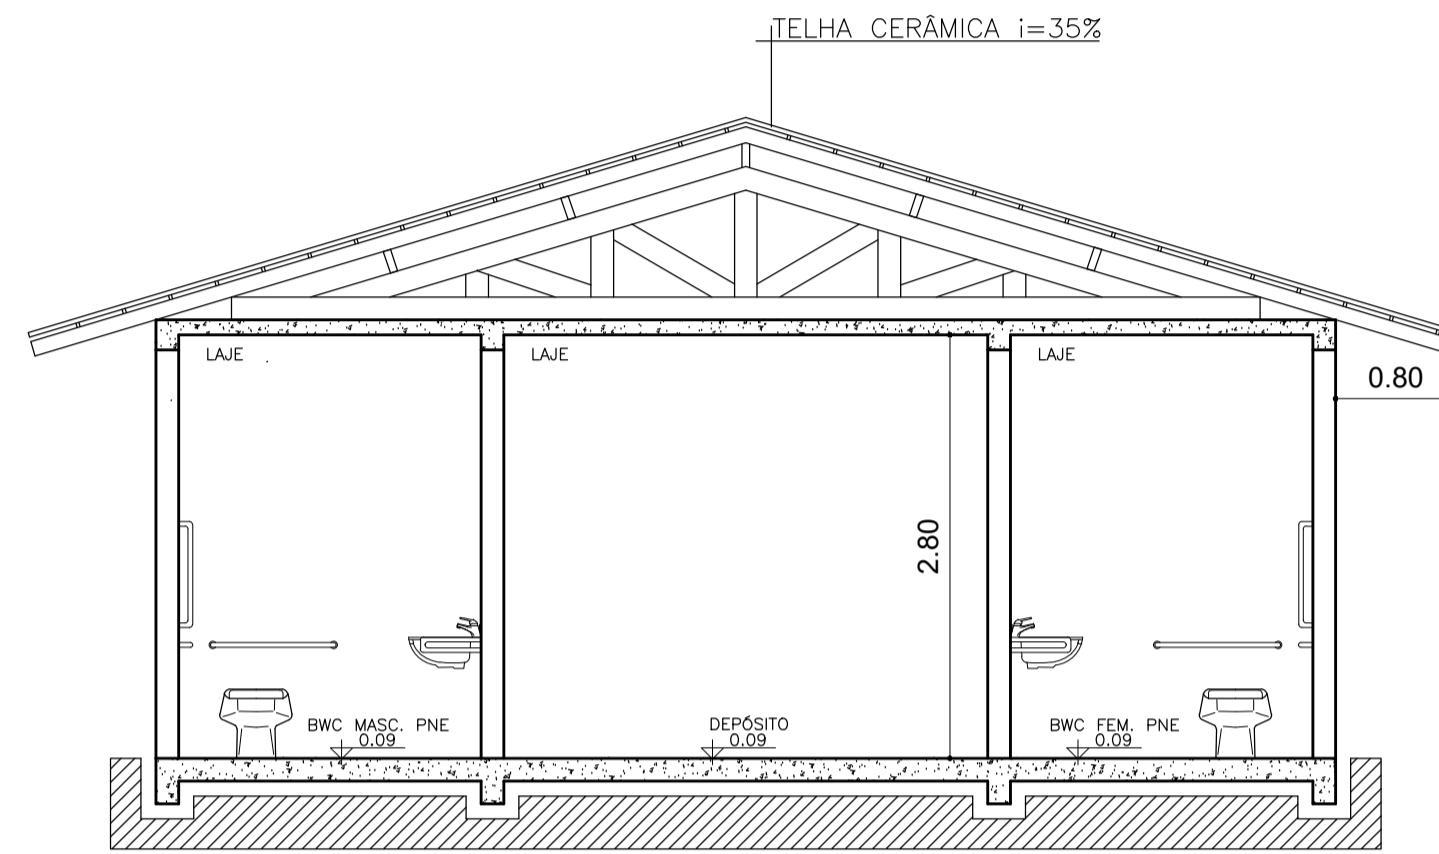 TELHA CERÂMICA i=35%
LAJE
LAJE
LAJE
0.80
2.80
BWC MASC. PNE
0.09
DEPÓSITO
0.09
BWC FEM. PNE
0.09